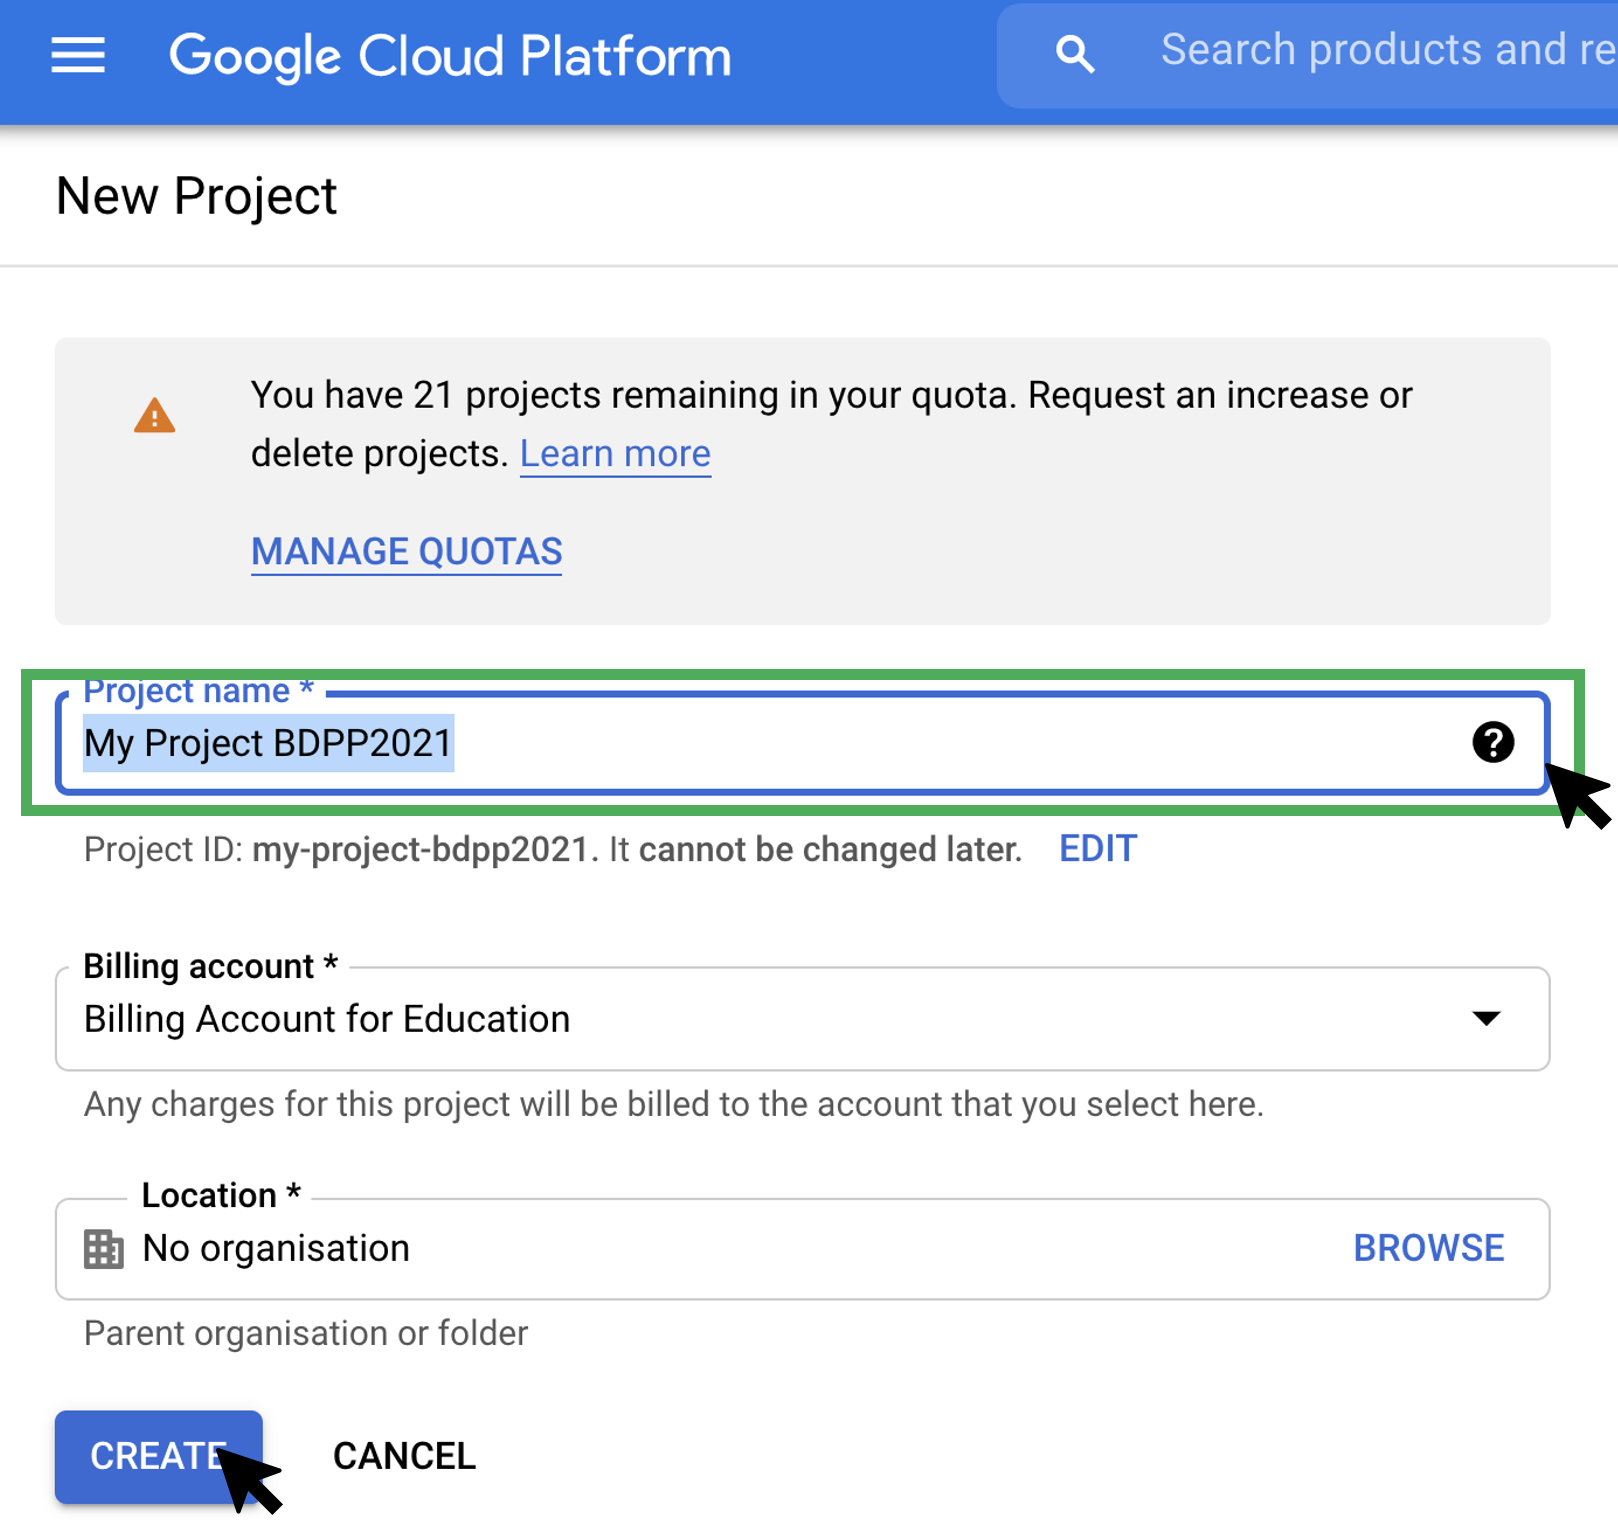 Google Cloud Platform
Search products and re
New Project
You have 21 projects remaining in your quota. Request an increase or
delete projects. Learn more
MANAGE QUOTAS
Project name *
My Project BDPP2021
Project ID: my-project-bdpp2021. It cannot be changed later. EDIT
Billing account *
Billing Account for Education
Any charges for this project will be billed to the account that you select here.
Location *
No organisation BROWSE
Parent organisation or folder
CREATE CANCEL